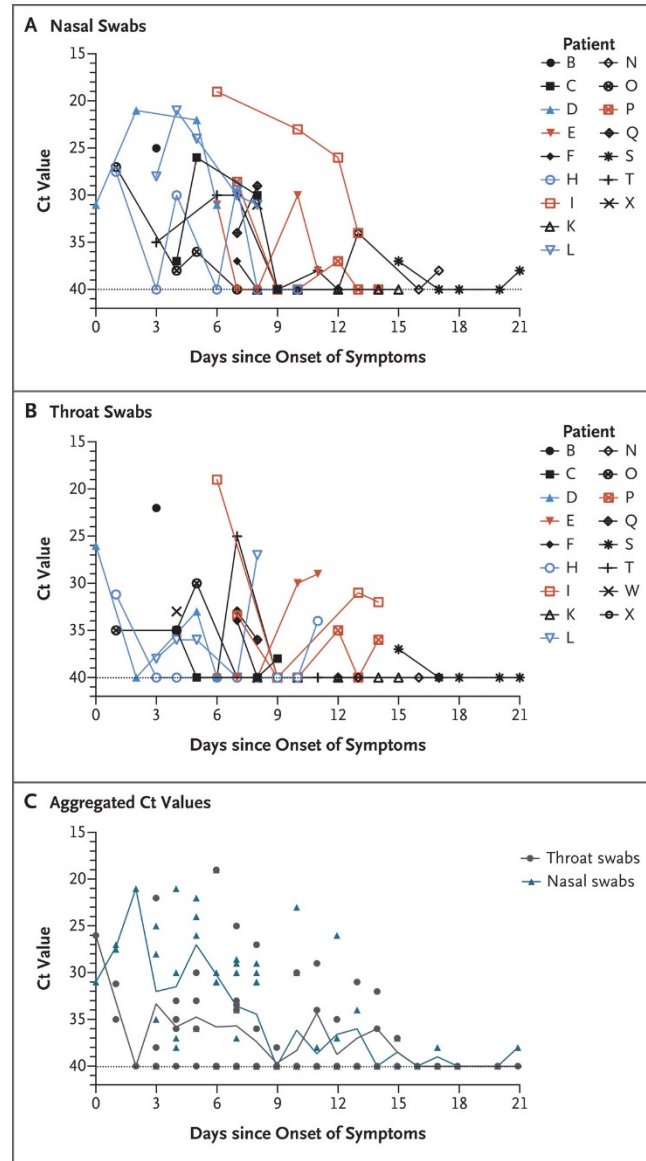 A Nasal Swabs
15
20
25
30
35
40
Ct Value
0 3 6 9 12 15 18 21
Days since Onset of Symptoms
Patient
B N
C O
D P
E Q
F S
H T
I X
K
L
B Throat Swabs
15
20
25
30
35
40
Ct Value
0 3 6 9 12 15 18 21
Days since Onset of Symptoms
Patient
B N
C O
D P
E Q
F S
H T
I W
K X
L
C Aggregated Ct Values
15
20
25
30
35
40
Ct Value
0 3 6 9 12 15 18 21
Days since Onset of Symptoms
Throat swabs
Nasal swabs